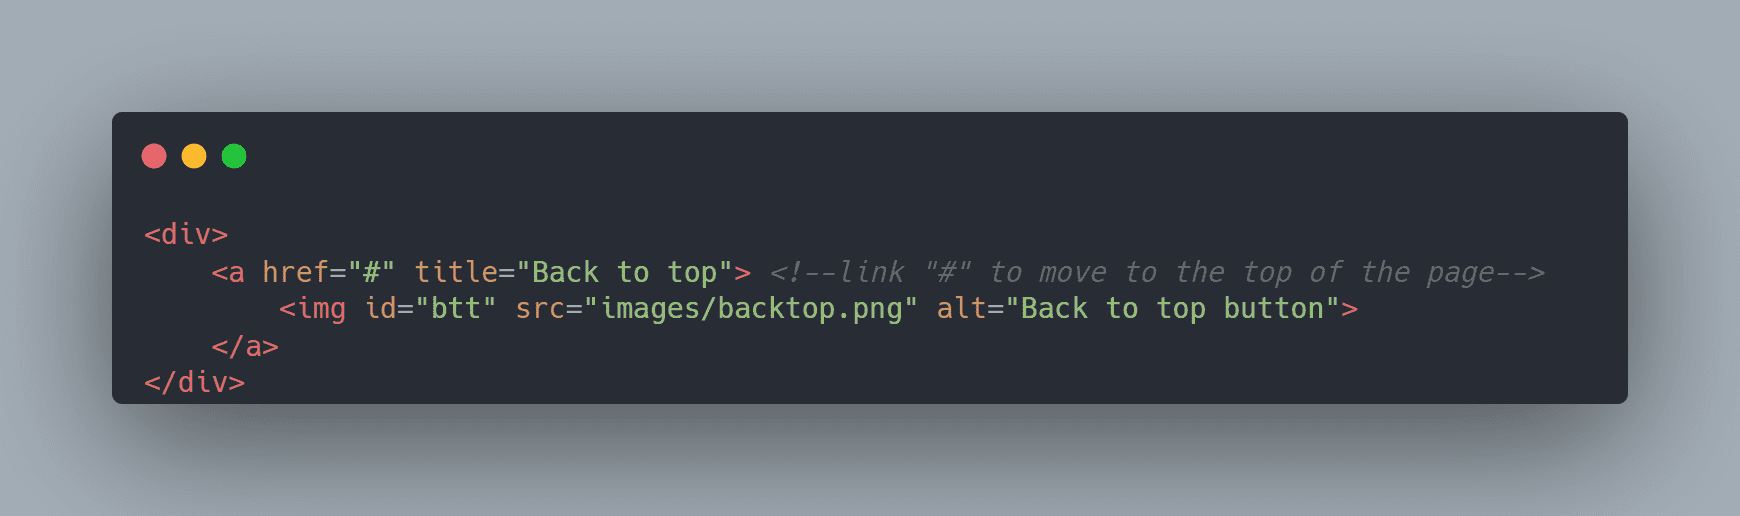 <div>
    <a href="#" title="Back to top"> <!--link "#" to move to the top of the page-->
        <img id="btt" src="images/backtop.png" alt="Back to top button">
    </a>
</div>